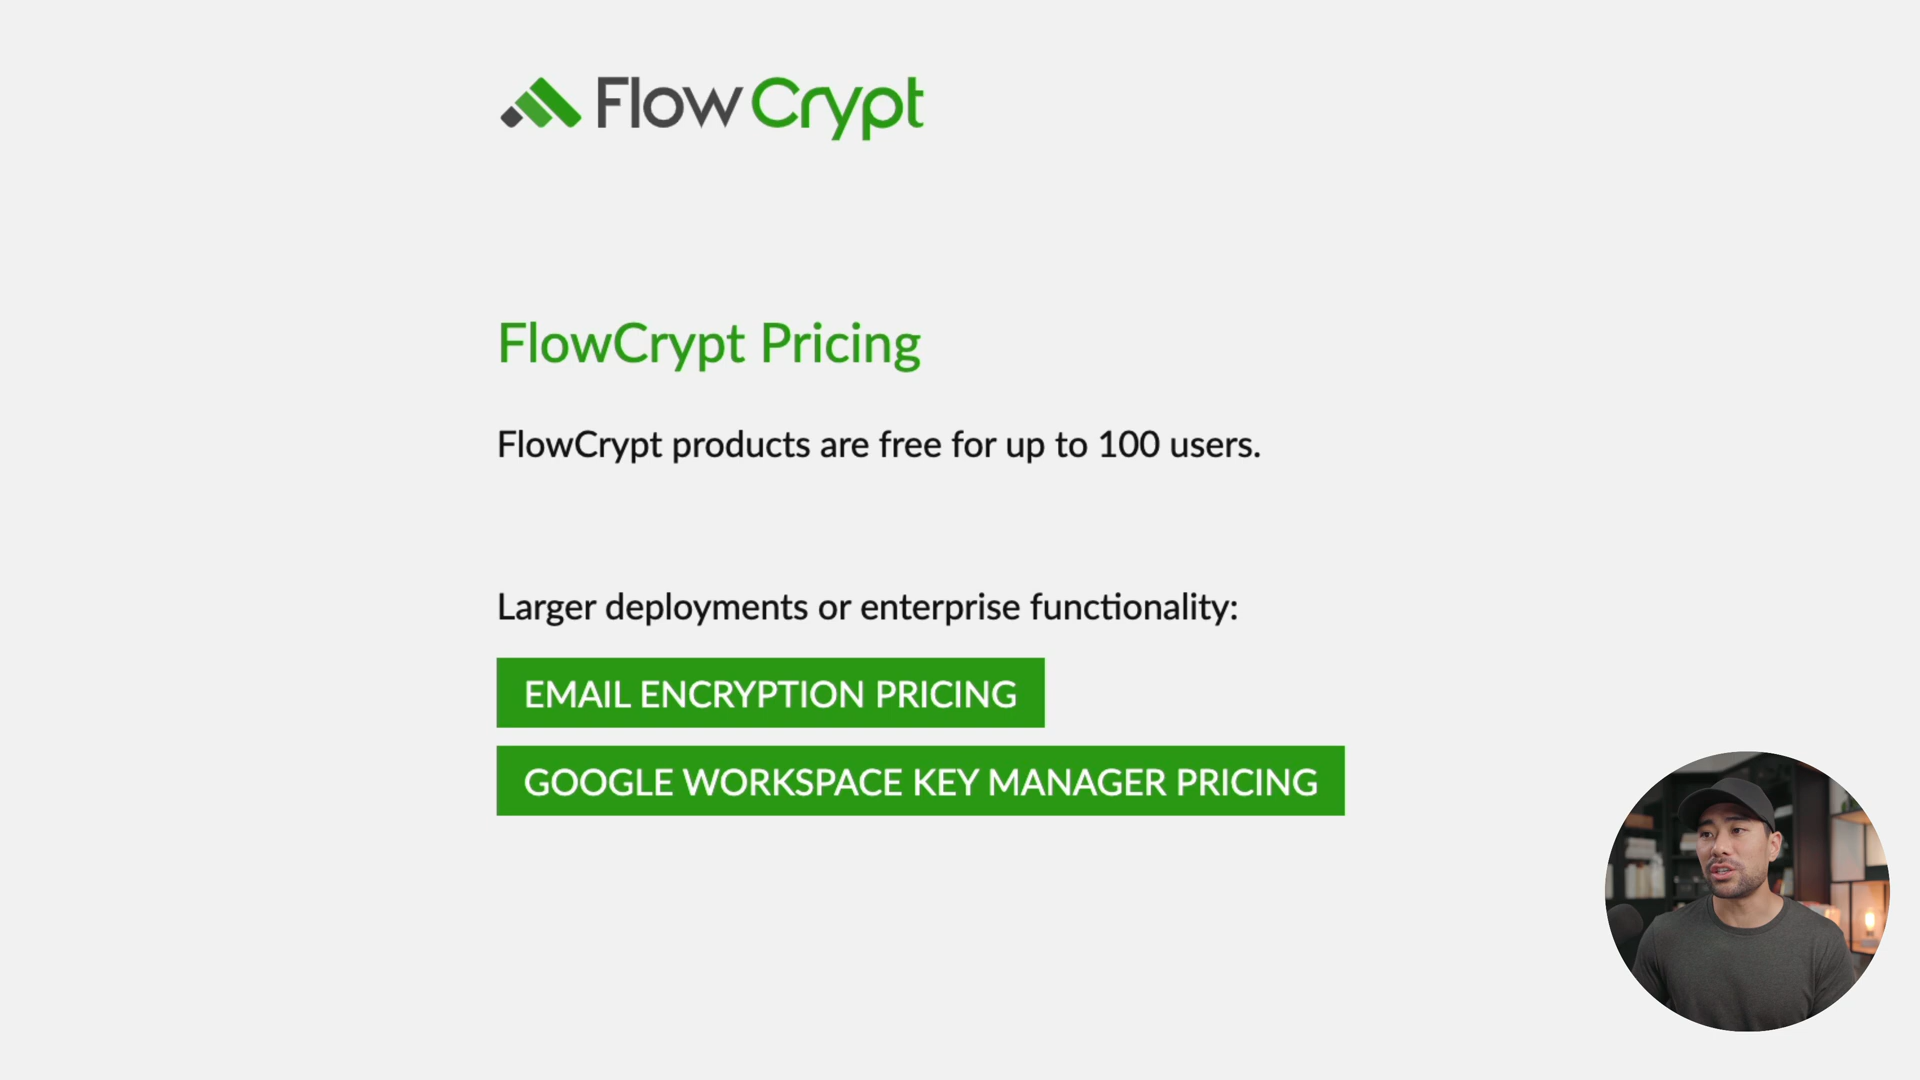 FlowCrypt
FlowCrypt Pricing
FlowCrypt products are free for up to 100 users.
Larger deployments or enterprise functionality:
EMAIL ENCRYPTION PRICING
GOOGLE WORKSPACE KEY MANAGER PRICING